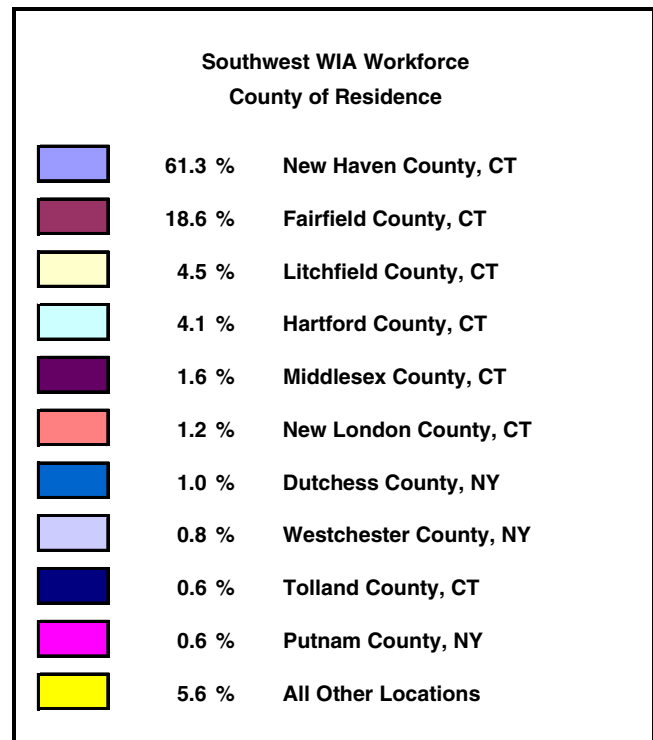 Southwest WIA Workforce
County of Residence
61.3 % New Haven County, CT
18.6 % Fairfield County, CT
4.5 % Litchfield County, CT
4.1 % Hartford County, CT
1.6 % Middlesex County, CT
1.2 % New London County, CT
1.0 % Dutchess County, NY
0.8 % Westchester County, NY
0.6 % Tolland County, CT
0.6 % Putnam County, NY
5.6 % All Other Locations